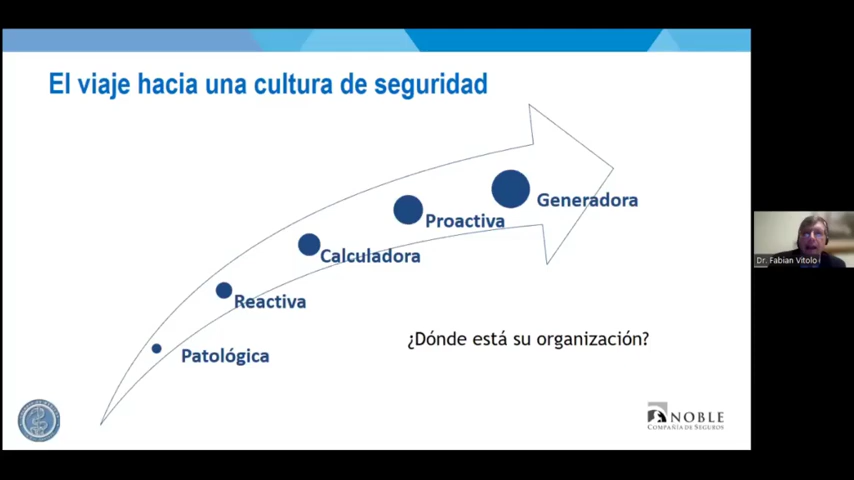 El viaje hacia una cultura de seguridad
Generadora
Proactiva
Calculadora
Reactiva
Patológica
¿Dónde está su organización?
NOBLE
COMPAÑÍA DE SEGUROS
Dr. Fabian Vitolo